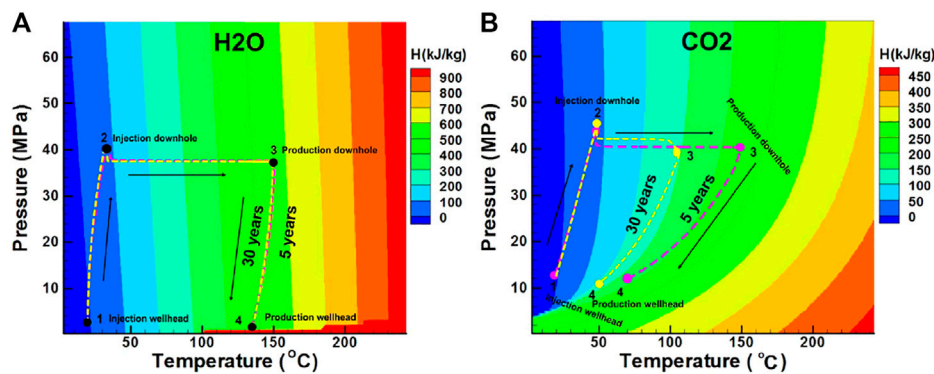 A
H2O
H(kJ/kg)
60
50
40
30
20
10
Pressure (MPa)
2
Injection downhole
3
Production downhole
30 years
5 years
1
Injection wellhead
4
Production wellhead
50
100
150
200
Temperature (°C)
900
800
700
600
500
400
300
200
100
0
B
CO2
H(kJ/kg)
60
50
40
30
20
10
Pressure (MPa)
Injection downhole
2
Production downhole
3
3
30 years
5 years
1
Injection wellhead
4
4
Production wellhead
50
100
150
200
Temperature (°C)
450
400
350
300
250
200
150
100
50
0